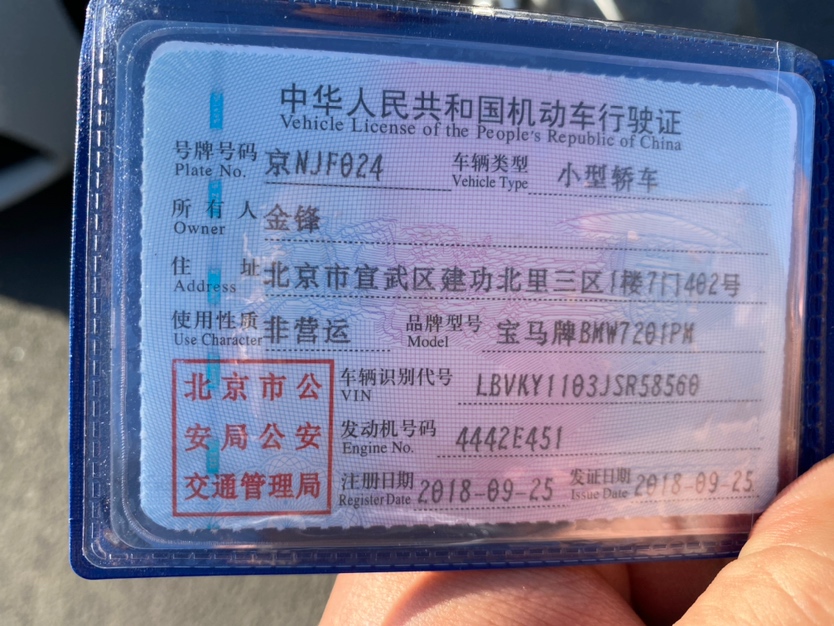 中华人民共和国机动车行驶证
Vehicle License of the People's Republic of China
号牌号码 京NJF024 车辆类型 小型轿车
Plate No. Vehicle Type
所有人 金锋
Owner
住址 北京市宣武区建功北里三区1楼7门402号
Address
使用性质 非营运 品牌型号 宝马牌BMW7201PM
Use Character Model
北京市公
安局公安
交通管理局
车辆识别代号 LBVKY1103JSR58560
VIN
发动机号码 4442E451
Engine No.
注册日期 2018-09-25 发证日期 2018-09-25
Register Date Issue Date